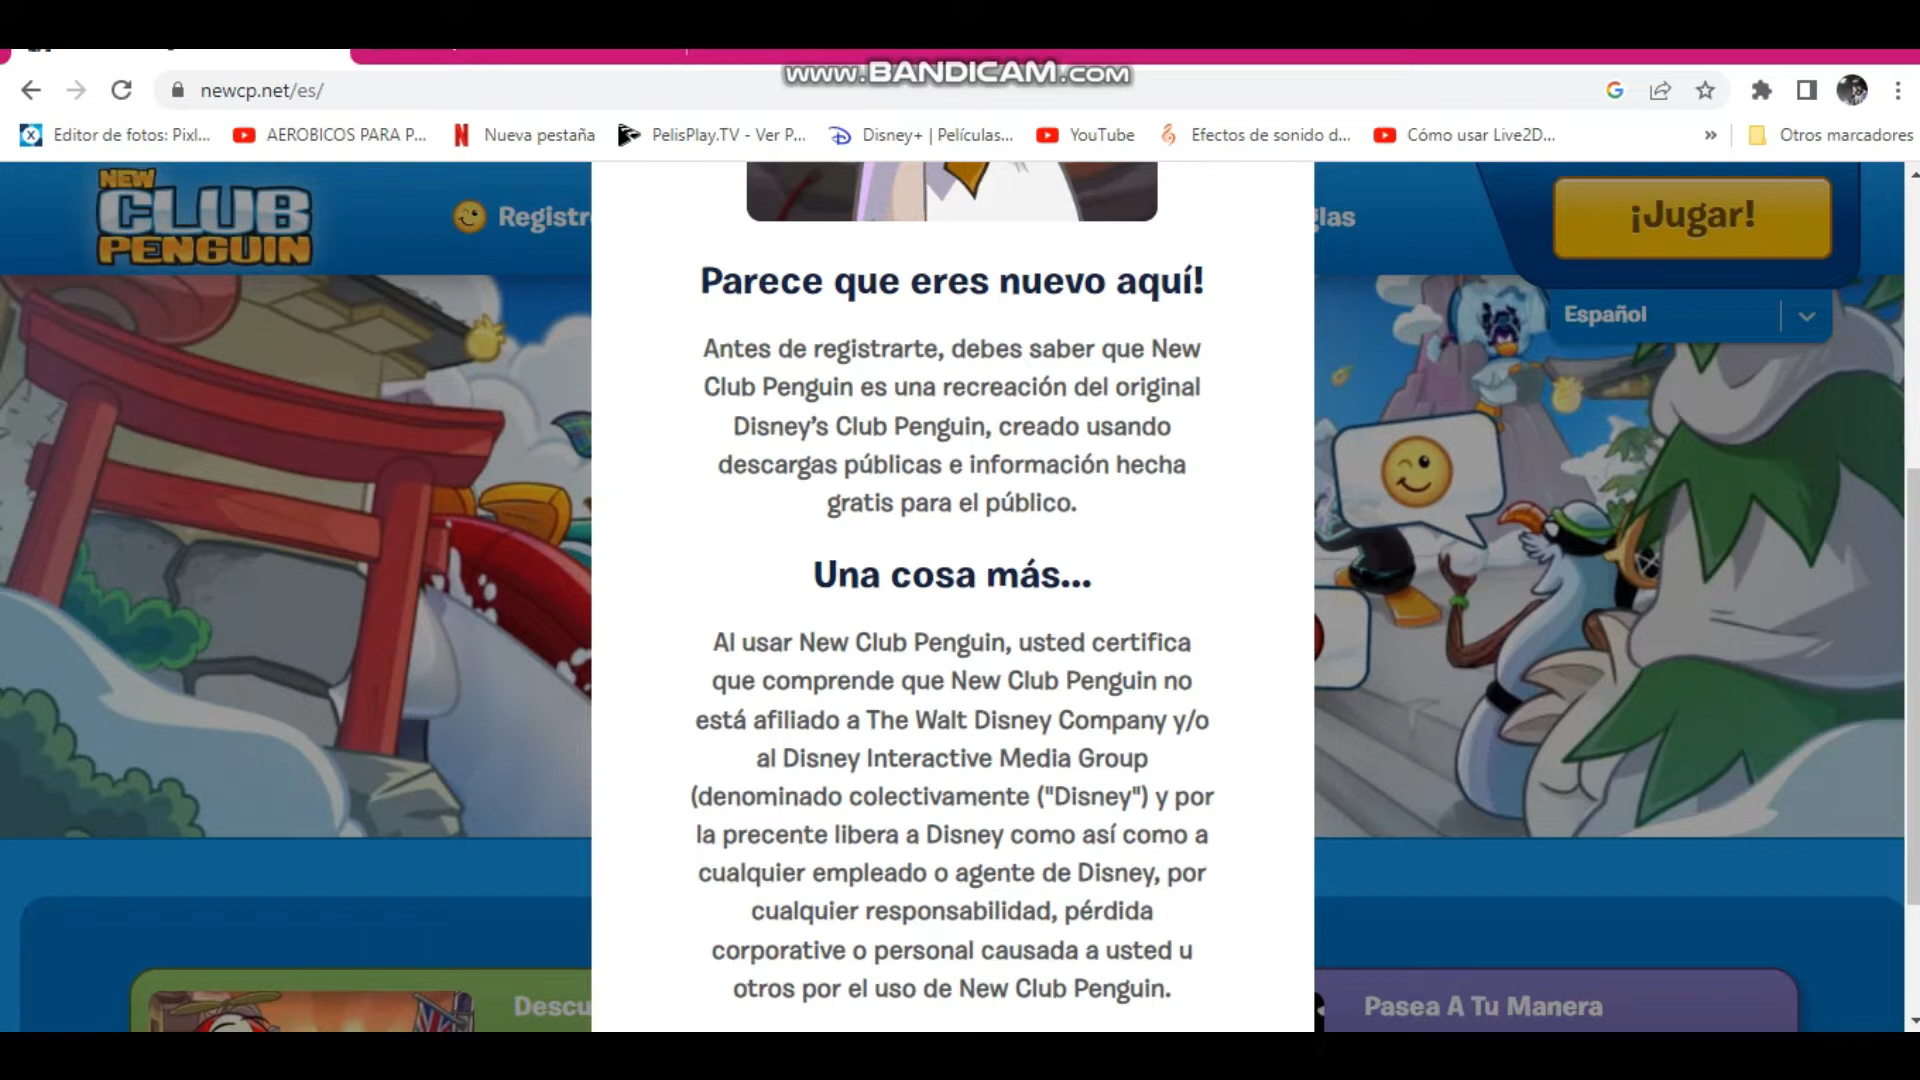 www.BANDICAM.com
newcp.net/es/
Editor de fotos: Pixl...
AEROBICOS PARA P...
Nueva pestaña
PelisPlay.TV - Ver P...
Disney+ | Películas...
YouTube
Efectos de sonido d...
Cómo usar Live2D...
»
Otros marcadores
NEW
CLUB
PENGUIN
Registr
glas
¡Jugar!
Español
Parece que eres nuevo aquí!
Antes de registrarte, debes saber que New
Club Penguin es una recreación del original
Disney’s Club Penguin, creado usando
descargas públicas e información hecha
gratis para el público.
Una cosa más...
Al usar New Club Penguin, usted certifica
que comprende que New Club Penguin no
está afiliado a The Walt Disney Company y/o
al Disney Interactive Media Group
(denominado colectivamente ("Disney") y por
la precente libera a Disney como así como a
cualquier empleado o agente de Disney, por
cualquier responsabilidad, pérdida
corporative o personal causada a usted u
otros por el uso de New Club Penguin.
Descu
Pasea A Tu Manera